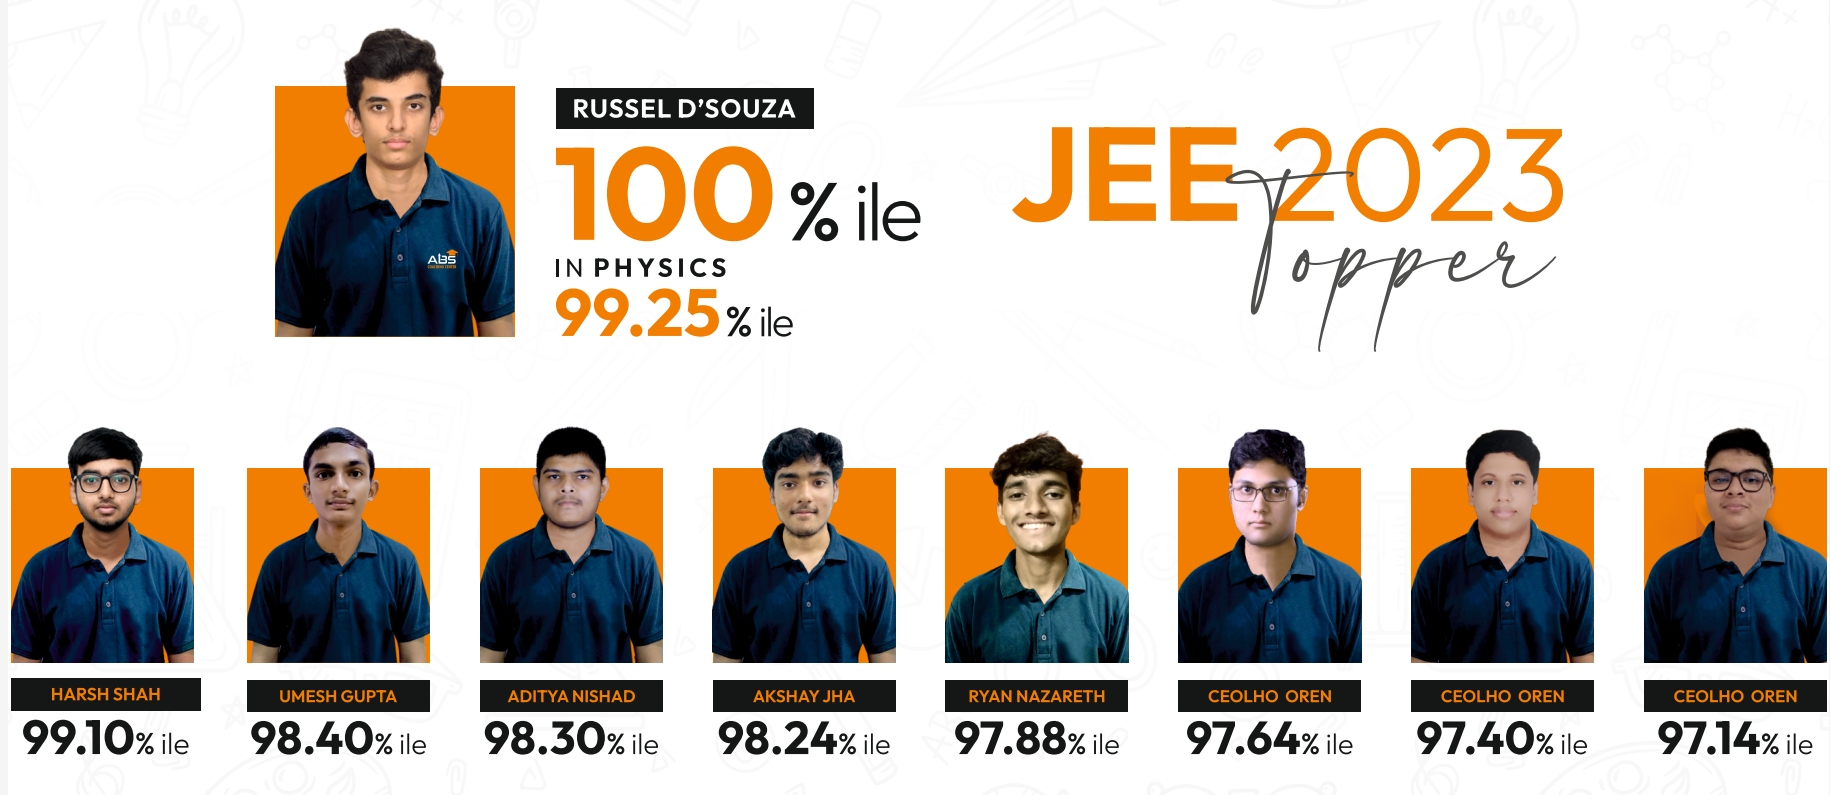 RUSSEL D'SOUZA
100 % ile
IN PHYSICS
99.25 % ile
JEE 2023
Topper
ABS
HARSH SHAH
99.10% ile
UMESH GUPTA
98.40% ile
ADITYA NISHAD
98.30% ile
AKSHAY JHA
98.24% ile
RYAN NAZARETH
97.88% ile
CEOLHO OREN
97.64% ile
CEOLHO OREN
97.40% ile
CEOLHO OREN
97.14% ile